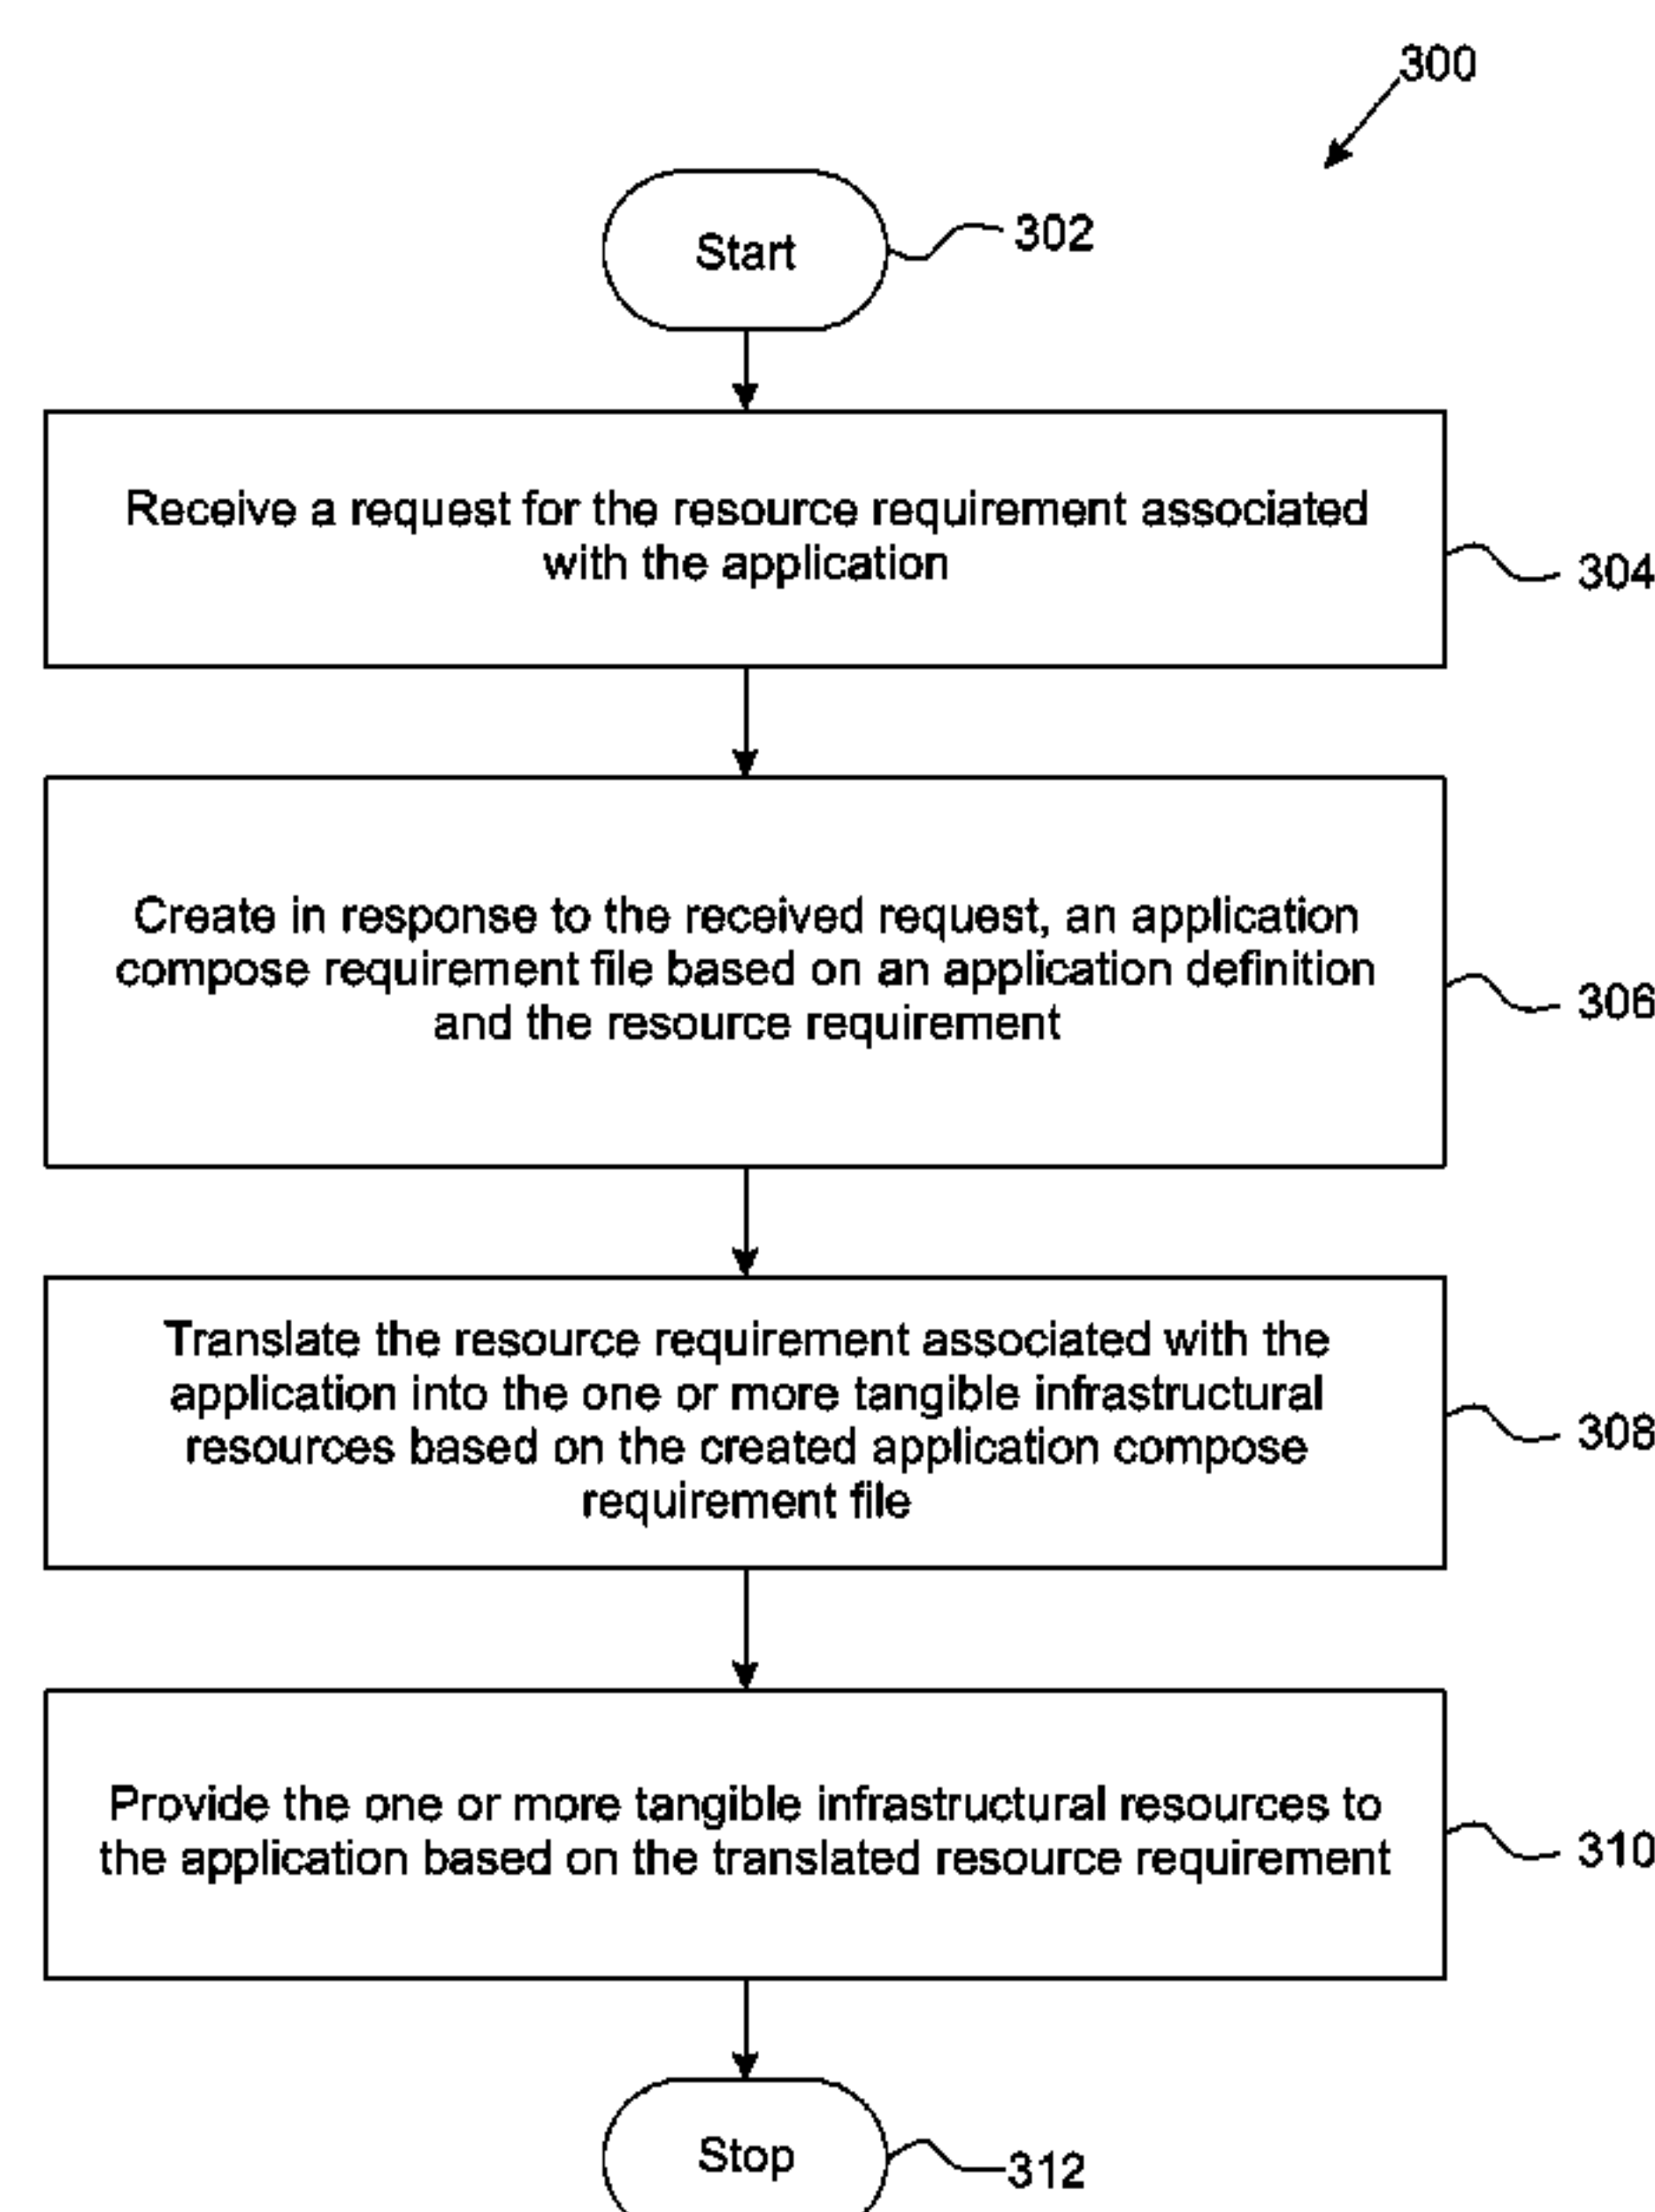 300
Start
302
Receive a request for the resource requirement associated
with the application
304
Create in response to the received request, an application
compose requirement file based on an application definition
and the resource requirement
306
Translate the resource requirement associated with the
application into the one or more tangible infrastructural
resources based on the created application compose
requirement file
308
Provide the one or more tangible infrastructural resources to
the application based on the translated resource requirement
310
Stop
312